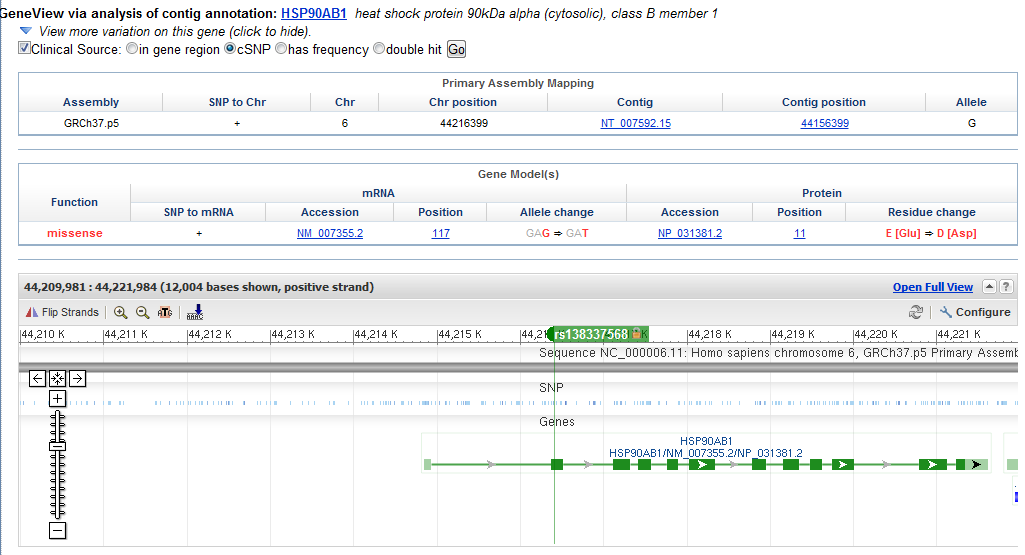 GeneView via analysis of contig annotation: HSP90AB1 heat shock protein 90kDa alpha (cytosolic), class B member 1
View more variation on this gene (click to hide).
Clinical Source: in gene region cSNP has frequency double hit Go
Primary Assembly Mapping
Assembly SNP to Chr Chr Chr position Contig Contig position Allele
GRCh37.p5 + 6 44216399 NT_007592.15 44156399 G
Gene Model(s)
Function mRNA Protein
SNP to mRNA Accession Position Allele change Accession Position Residue change
missense + NM_007355.2 117 GAG ⇒ GAT NP_031381.2 11 E [Glu] ⇒ D [Asp]
44,209,981 : 44,221,984 (12,004 bases shown, positive strand) Open Full View ?
Flip Strands Configure
44,210 K 44,211 K 44,212 K 44,213 K 44,214 K 44,215 K 44,21 rs138337568 K 44,218 K 44,219 K 44,220 K 44,221 K
Sequence NC_000006.11: Homo sapiens chromosome 6, GRCh37.p5 Primary Assemb
SNP
Genes
HSP90AB1
HSP90AB1/NM_007355.2/NP_031381.2